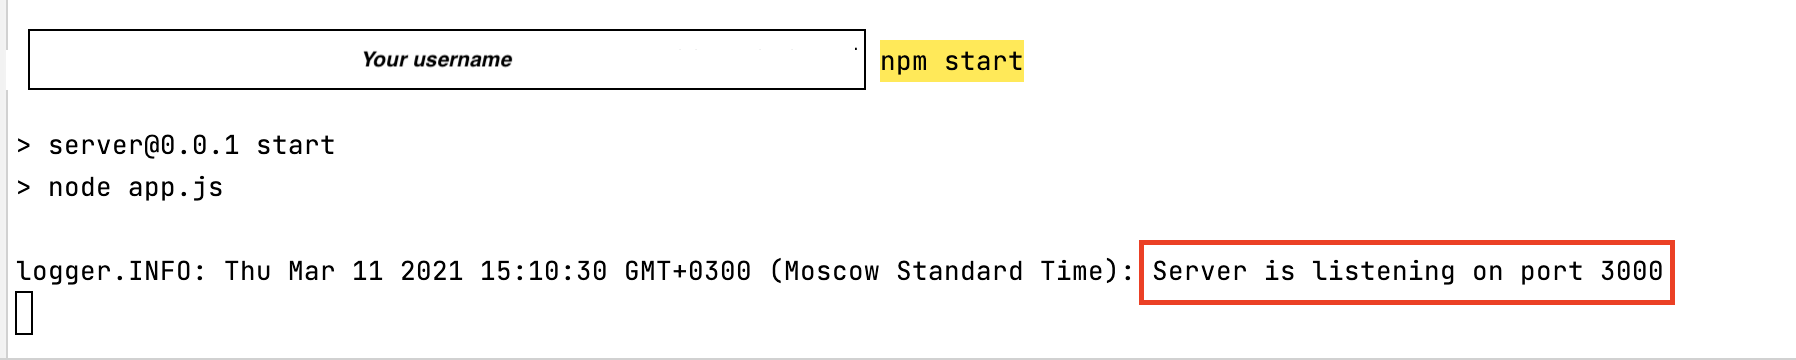 Your username npm start
> server@0.0.1 start
> node app.js
logger.INFO: Thu Mar 11 2021 15:10:30 GMT+0300 (Moscow Standard Time): Server is listening on port 3000